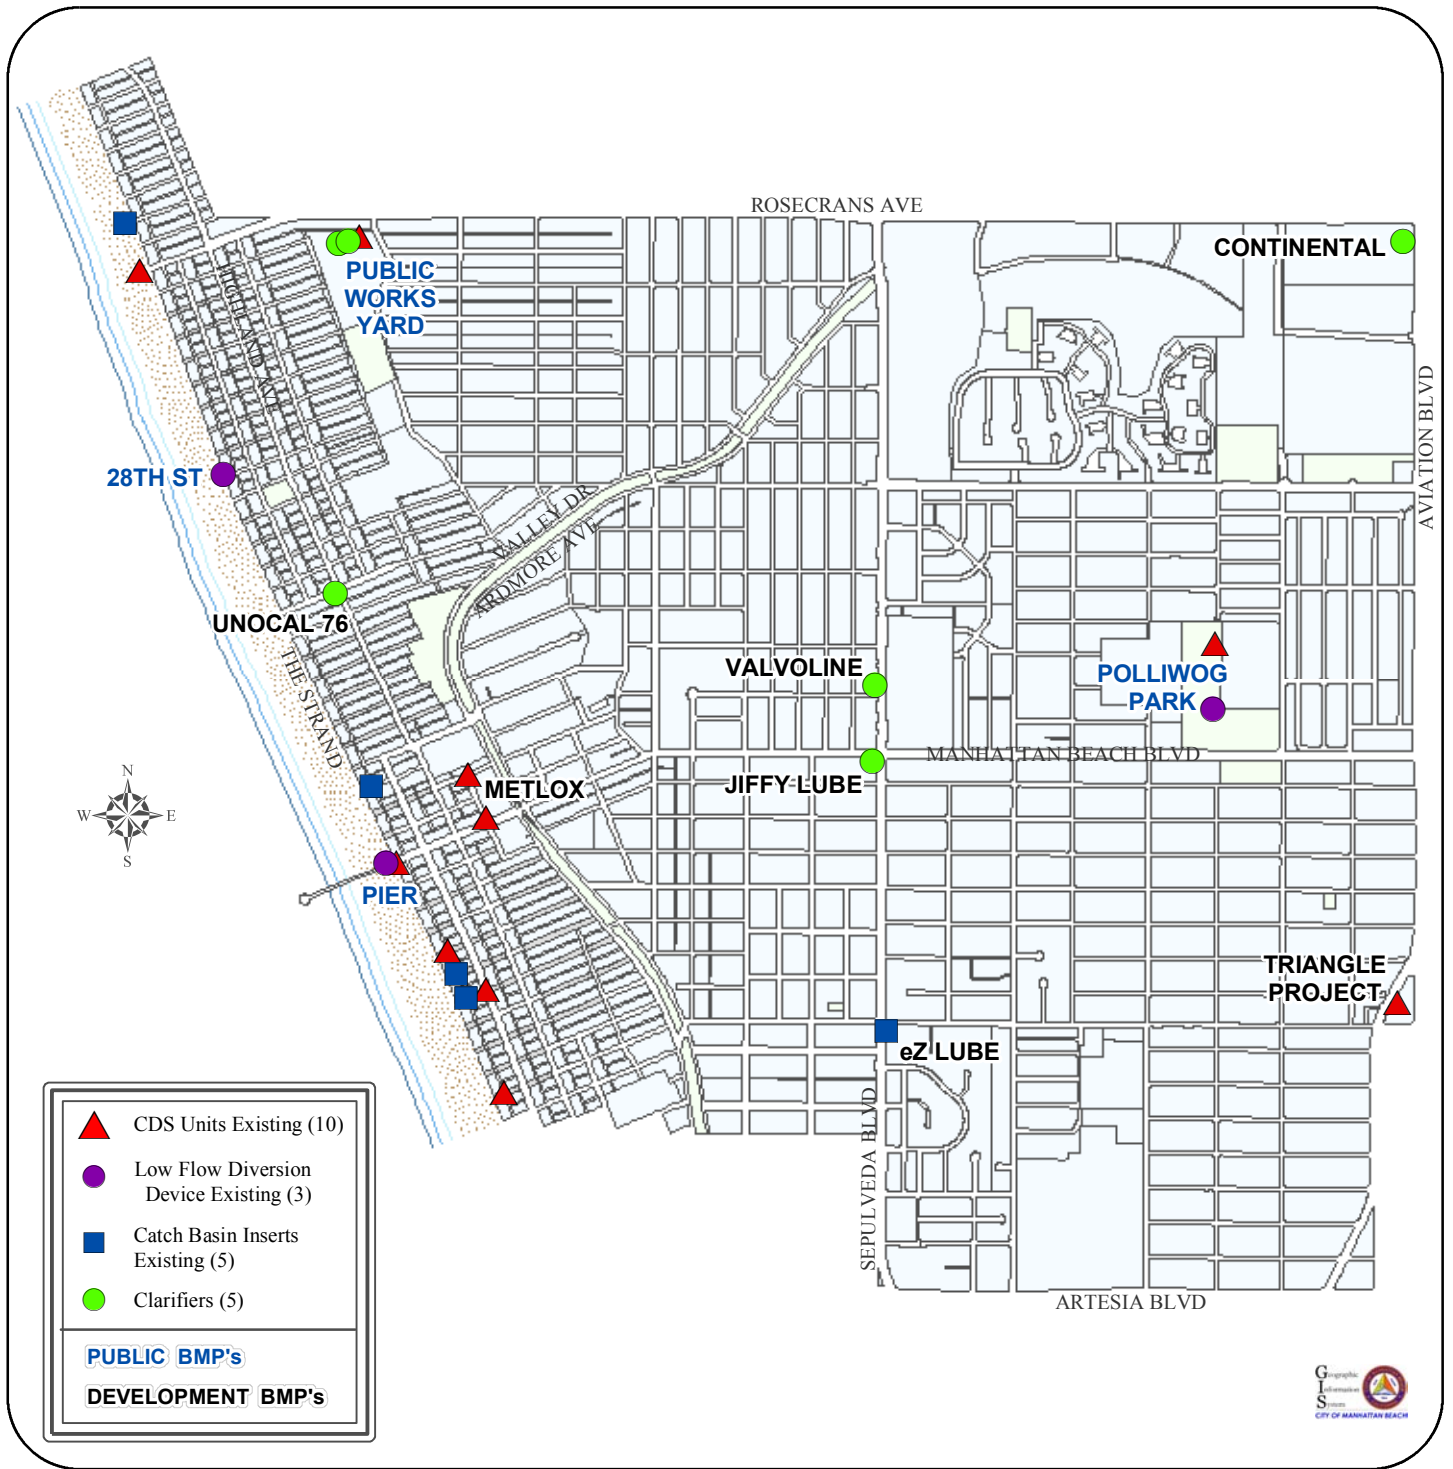 ROSECRANS AVE
CONTINENTAL
PUBLIC
WORKS
YARD
HIGHLAND AVE
AVIATION BLVD
28TH ST
VALLEY DR
ARDMORE AVE
UNOCAL 76
THE STRAND
VALVOLINE
POLLIWOG
PARK
MANHATTAN BEACH BLVD
JIFFY LUBE
METLOX
N
W
E
S
PIER
TRIANGLE
PROJECT
eZ LUBE
SEPULVEDA BLVD
ARTESIA BLVD
CDS Units Existing (10)
Low Flow Diversion
Device Existing (3)
Catch Basin Inserts
Existing (5)
Clarifiers (5)
PUBLIC BMP's
DEVELOPMENT BMP's
Geographic
Information
System
CITY OF MANHATTAN BEACH